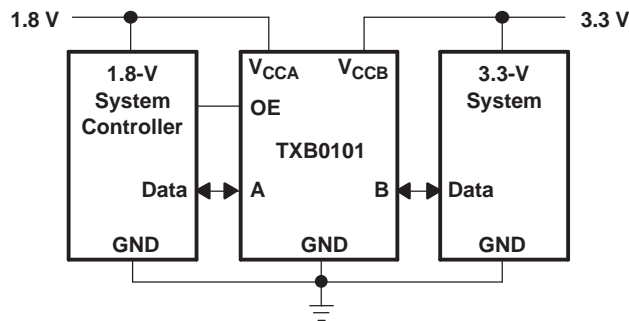 1.8 V
3.3 V
1.8-V
System
Controller
VCCA
VCCB
3.3-V
System
OE
TXB0101
Data
A
B
Data
GND
GND
GND